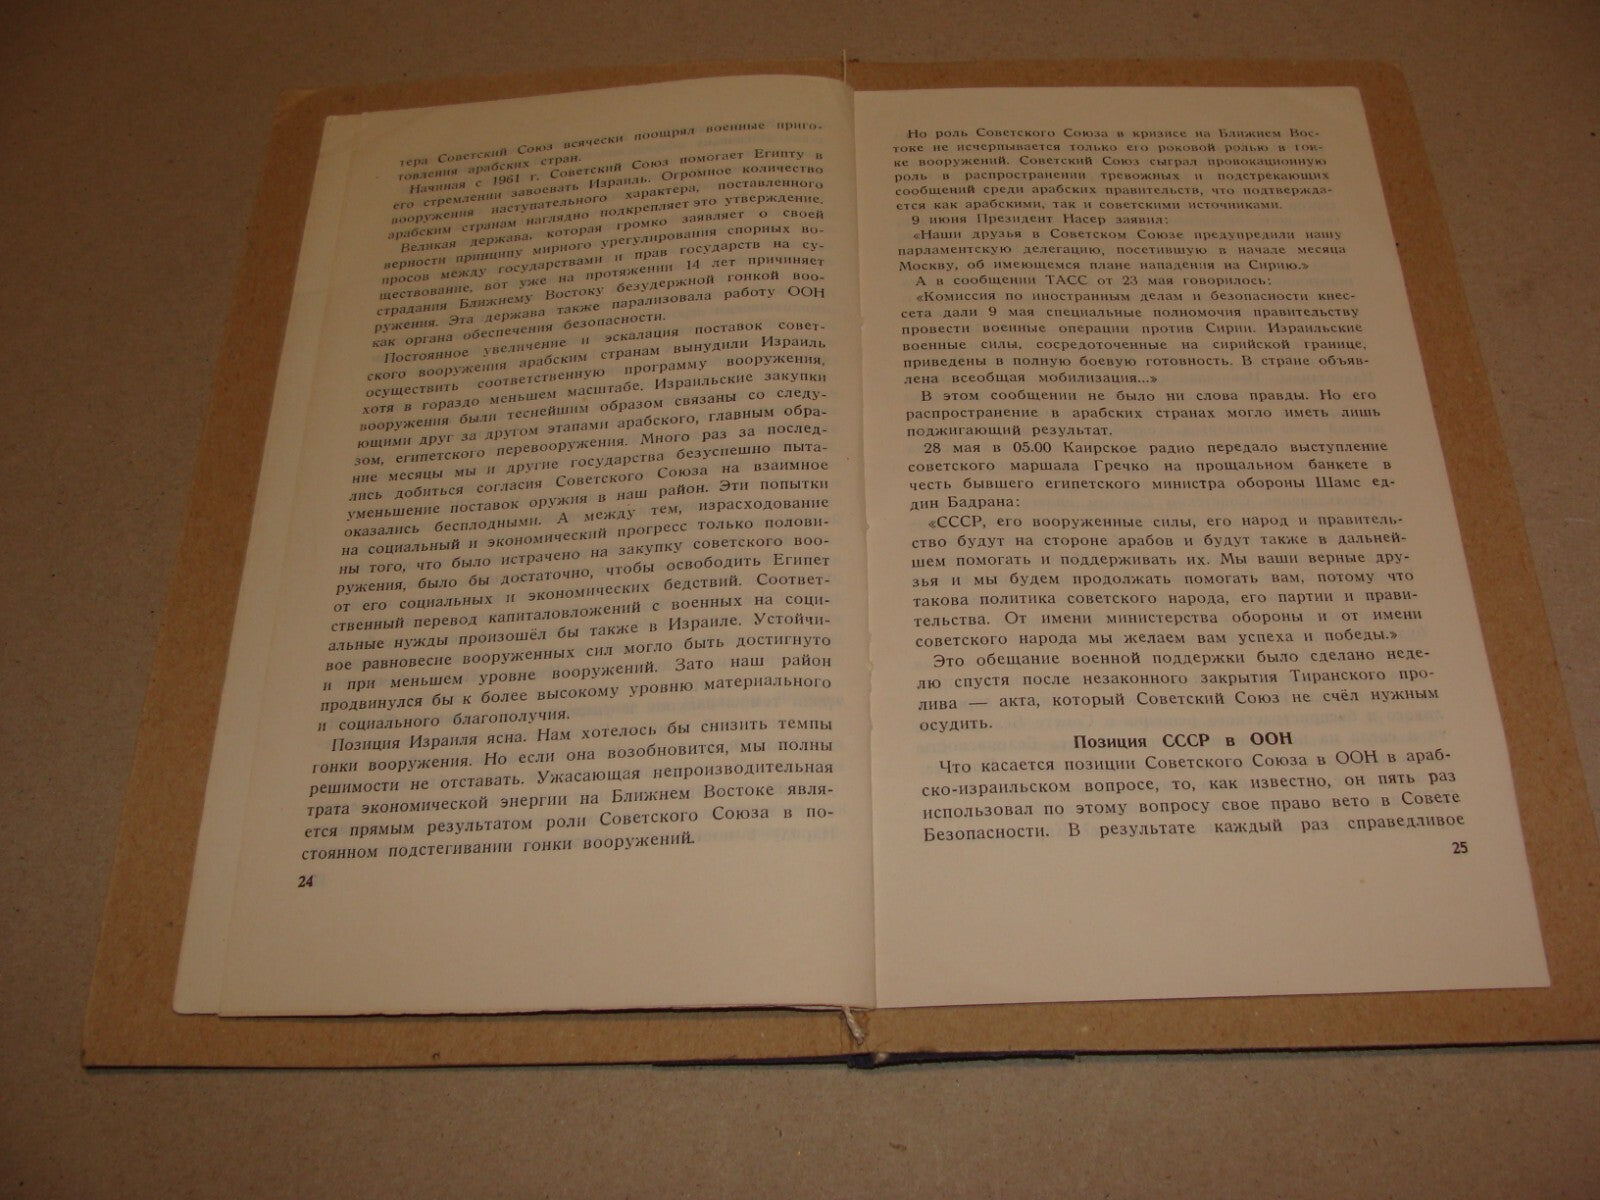 тера Советский Союз всячески поощрял военные приго-
товления арабских стран.
Начиная с 1961 г. Советский Союз помогает Египту в
его стремлении завоевать Израиль. Огромное количество
вооружения наступательного характера, поставленного
арабским странам наглядно подкрепляет это утверждение.
Великая держава, которая громко заявляет о своей
верности принципу мирного урегулирования спорных во-
просов между государствами и прав государств на су-
ществование, вот уже на протяжении 14 лет причиняет
страдания Ближнему Востоку безудержной гонкой воо-
ружения. Эта держава также парализовала работу ООН
как органа обеспечения безопасности.
Постоянное увеличение и эскалация поставок совет-
ского вооружения арабским странам вынудили Израиль
осуществить соответственную программу вооружения,
хотя в гораздо меньшем масштабе. Израильские закупки
вооружения были теснейшим образом связаны со следу-
ющими друг за другом этапами арабского, главным обра-
зом, египетского перевооружения. Много раз за послед-
ние месяцы мы и другие государства безуспешно пыта-
лись добиться согласия Советского Союза на взаимное
уменьшение поставок оружия в наш район. Эти попытки
оказались бесплодными. А между тем, израсходование
на социальный и экономический прогресс только полови-
ны того, что было истрачено на закупку советского воо-
ружения, было бы достаточно, чтобы освободить Египет
от его социальных и экономических бедствий. Соответ-
ственный перевод капиталовложений с военных на соци-
альные нужды произошёл бы также в Израиле. Устойчи-
вое равновесие вооруженных сил могло быть достигнуто
и при меньшем уровне вооружений. Зато наш район
продвинулся бы к более высокому уровню материального
и социального благополучия.
Позиция Израиля ясна. Нам хотелось бы снизить темпы
гонки вооружения. Но если она возобновится, мы полны
решимости не отставать. Ужасающая непроизводительная
трата экономической энергии на Ближнем Востоке явля-
ется прямым результатом роли Советского Союза в по-
стоянном подстегивании гонки вооружений.
24
Но роль Советского Союза в кризисе на Ближнем Вос-
токе не исчерпывается только его роковой ролью в гон-
ке вооружений. Советский Союз сыграл провокационную
роль в распространении тревожных и подстрекающих
сообщений среди арабских правительств, что подтвержда-
ется как арабскими, так и советскими источниками.
9 июня Президент Насер заявил:
«Наши друзья в Советском Союзе предупредили нашу
парламентскую делегацию, посетившую в начале месяца
Москву, об имеющемся плане нападения на Сирию.»
А в сообщении ТАСС от 23 мая говорилось:
«Комиссия по иностранным делам и безопасности кнес-
сета дали 9 мая специальные полномочия правительству
провести военные операции против Сирии. Израильские
военные силы, сосредоточенные на сирийской границе,
приведены в полную боевую готовность. В стране объяв-
лена всеобщая мобилизация...»
В этом сообщении не было ни слова правды. Но его
распространение в арабских странах могло иметь лишь
поджигающий результат.
28 мая в 05.00 Каирское радио передало выступление
советского маршала Гречко на прощальном банкете в
честь бывшего египетского министра обороны Шамс ед-
дин Бадрана:
«СССР, его вооруженные силы, его народ и правитель-
ство будут на стороне арабов и будут также в дальней-
шем помогать и поддерживать их. Мы ваши верные дру-
зья и мы будем продолжать помогать вам, потому что
такова политика советского народа, его партии и прави-
тельства. От имени министерства обороны и от имени
советского народа мы желаем вам успеха и победы.»
Это обещание военной поддержки было сделано неде-
лю спустя после незаконного закрытия Тиранского про-
лива — акта, который Советский Союз не счёл нужным
осудить.
Позиция СССР в ООН
Что касается позиции Советского Союза в ООН в араб-
ско-израильском вопросе, то, как известно, он пять раз
использовал по этому вопросу свое право вето в Совете
Безопасности. В результате каждый раз справедливое
25